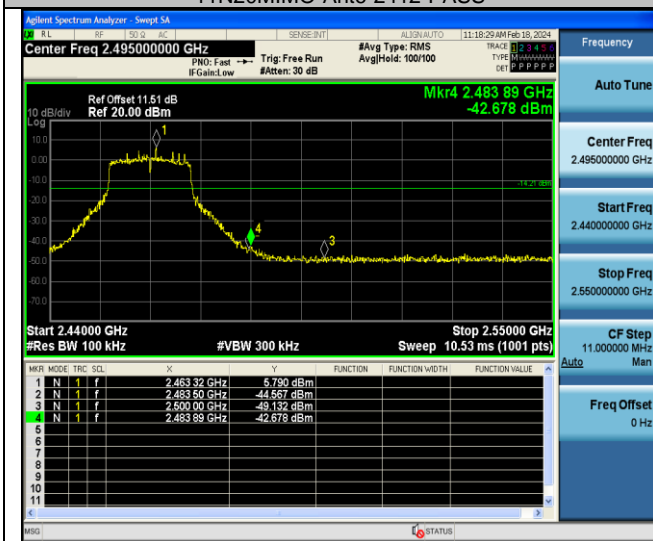 Agilent Spectrum Analyzer - Swept SA
RL RF 50 Ω AC SENSE:INT ALIGNAUTO 11:18:29 AM Feb 18, 2024
Center Freq 2.495000000 GHz #Avg Type: RMS TRACE 1 2 3 4 5 6
PNO: Fast Trig: Free Run Avg|Hold: 100/100 TYPE M
IFGain:Low #Atten: 30 dB DET P P P P P P
Mkr4 2.483 89 GHz
Ref Offset 11.51 dB
10 dB/div Ref 20.00 dBm -42.678 dBm
Log
10.0
0.00
-10.0
-20.0
-30.0
-40.0
-50.0
-60.0
-70.0
1
4
3
-14.21 dBm
Start 2.44000 GHz Stop 2.55000 GHz
#Res BW 100 kHz #VBW 300 kHz Sweep 10.53 ms (1001 pts)
MKR MODE TRC SCL X Y FUNCTION FUNCTION WIDTH FUNCTION VALUE
1 N 1 f 2.463 32 GHz 5.790 dBm
2 N 1 f 2.483 50 GHz -44.567 dBm
3 N 1 f 2.500 00 GHz -49.132 dBm
4 N 1 f 2.483 89 GHz -42.678 dBm
5
6
7
8
9
10
11
MSG STATUS
Frequency
Auto Tune
Center Freq
2.495000000 GHz
Start Freq
2.440000000 GHz
Stop Freq
2.550000000 GHz
CF Step
11.000000 MHz
Auto Man
Freq Offset
0 Hz